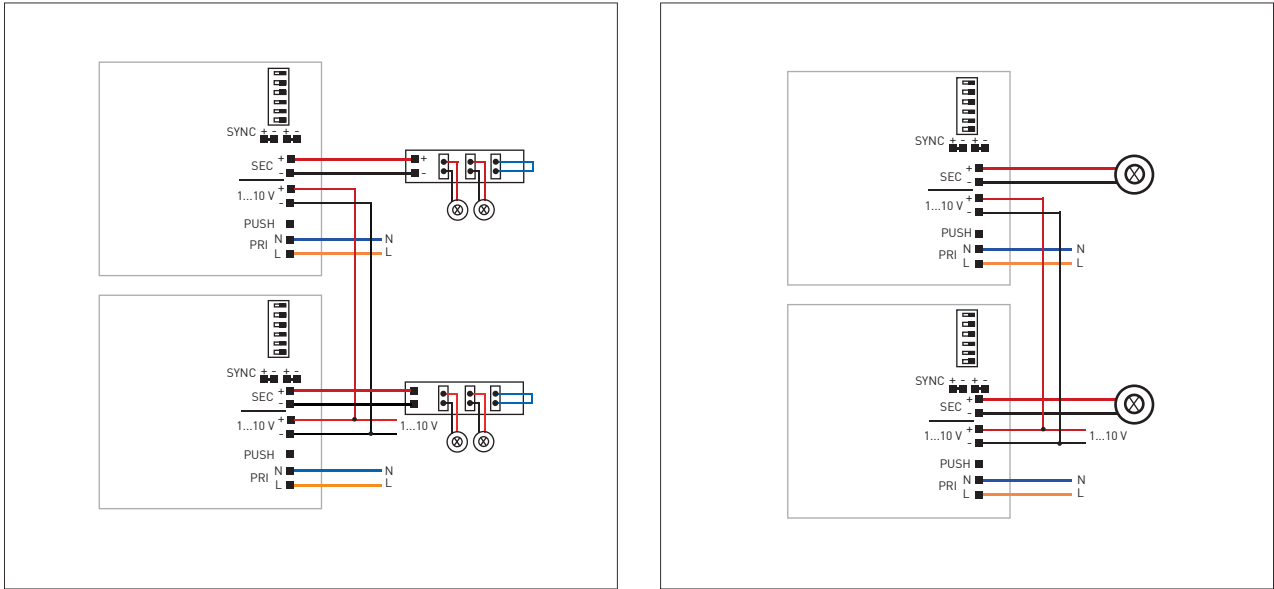 SYNC + - + -
SEC + + 
- -
1...10 V +
-
PUSH
PRI N N
L L
SYNC + - + -
SEC +
-
1...10 V + 1...10 V
-
PUSH
PRI N N
L L
SYNC + - + -
SEC +
-
1...10 V +
-
PUSH
PRI N N
L L
SYNC + - + -
SEC +
-
1...10 V + 1...10 V
-
PUSH
PRI N N
L L